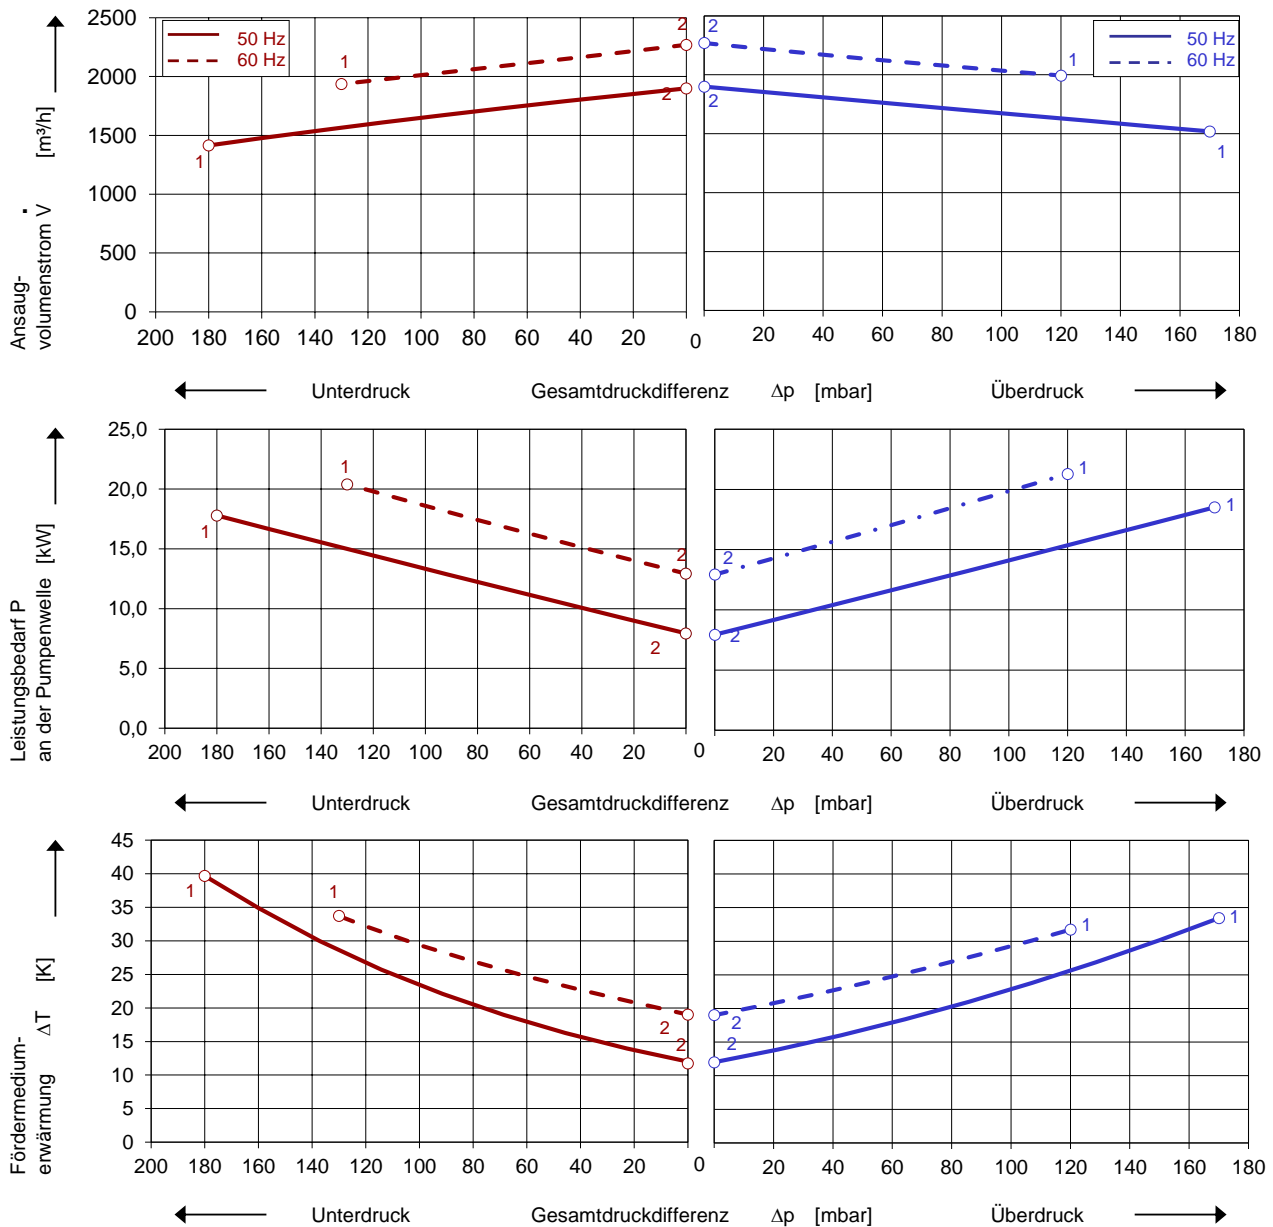 2500
2000
1500
1000
500
0
[m³/h]
Ansaug-
volumenstrom V̇
50 Hz
60 Hz
1
2
1
2
50 Hz
60 Hz
2
1
2
1
200 180 160 140 120 100 80 60 40 20 0 20 40 60 80 100 120 140 160 180
Unterdruck Gesamtdruckdifferenz Δp [mbar] Überdruck
25,0
20,0
15,0
10,0
5,0
0,0
Leistungsbedarf P
an der Pumpenwelle [kW]
1
2
1
2
2
1
2
1
200 180 160 140 120 100 80 60 40 20 0 20 40 60 80 100 120 140 160 180
Unterdruck Gesamtdruckdifferenz Δp [mbar] Überdruck
45
40
35
30
25
20
15
10
5
0
Fördermedium-
erwärmung ΔT [K]
1
1
2
2
2
1
2
1
200 180 160 140 120 100 80 60 40 20 0 20 40 60 80 100 120 140 160 180
Unterdruck Gesamtdruckdifferenz Δp [mbar] Überdruck